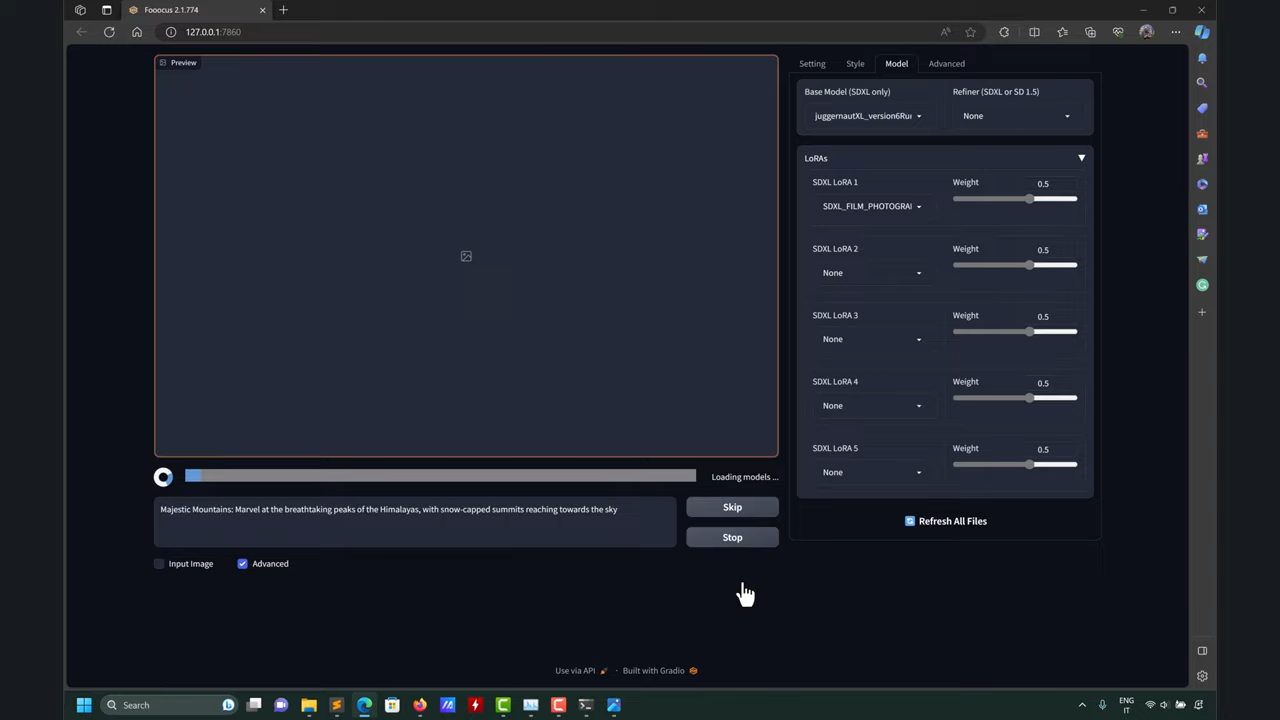 Fooocus 2.1.774
127.0.0.1:7860
Preview
Setting
Style
Model
Advanced
Base Model (SDXL only)
Refiner (SDXL or SD 1.5)
juggernautXL_version6Ru
None
LoRAs
SDXL LoRA 1
Weight
0.5
SDXL_FILM_PHOTOGRA
SDXL LoRA 2
Weight
0.5
None
SDXL LoRA 3
Weight
0.5
None
SDXL LoRA 4
Weight
0.5
None
SDXL LoRA 5
Weight
0.5
None
Loading models ...
Majestic Mountains: Marvel at the breathtaking peaks of the Himalayas, with snow-capped summits reaching towards the sky
Skip
Stop
Refresh All Files
Input Image
Advanced
Use via API
· Built with Gradio
Search
ENG
IT